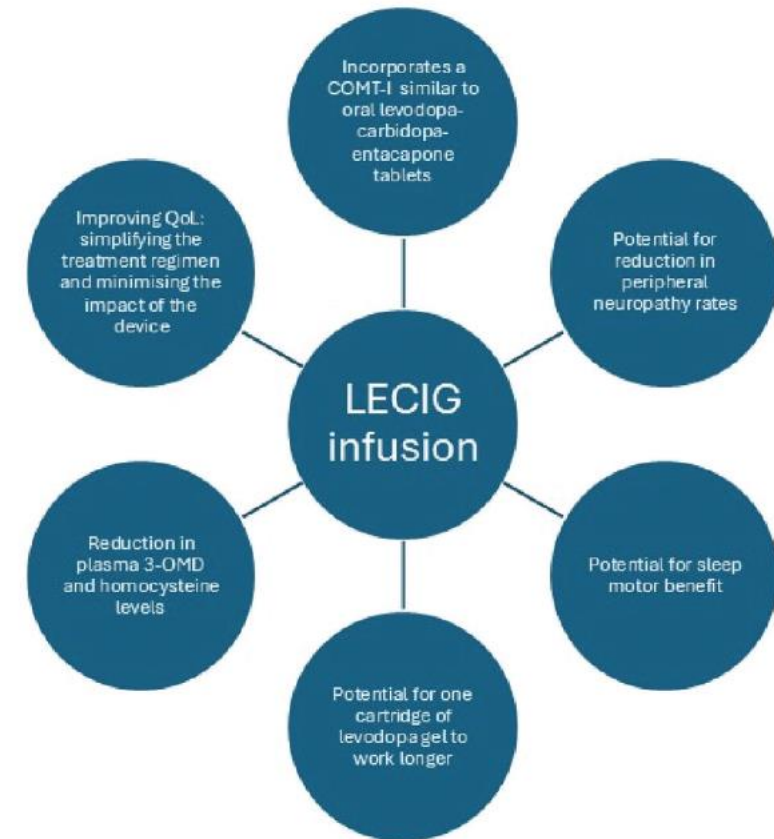 Incorporates a
COMT-I similar to
oral levodopa-
carbidopa-
entacapone
tablets
Potential for
reduction in
peripheral
neuropathy rates
Potential for sleep
motor benefit
Potential for one
cartridge of
levodopa gel to
work longer
Reduction in
plasma 3-OMD
and homocysteine
levels
Improving QoL:
simplifying the
treatment regimen
and minimising the
impact of the
device
LECIG
infusion